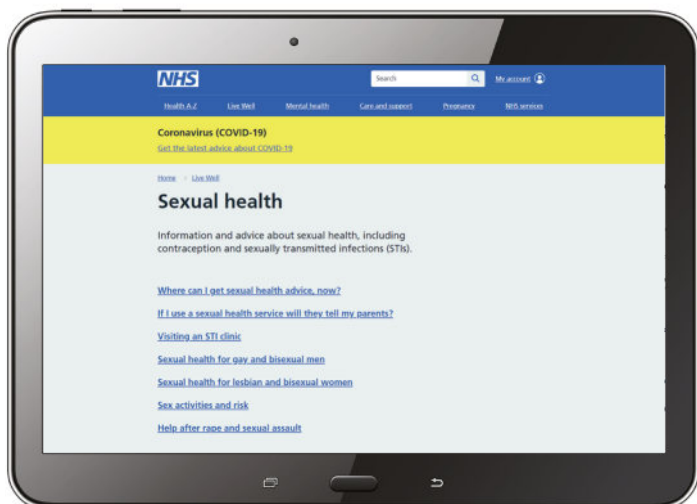 NHS
Search
My account
Health A-Z Live Well Mental health Care and support Pregnancy NHS services
Coronavirus (COVID-19)
Get the latest advice about COVID-19
Home Live Well
Sexual health
Information and advice about sexual health, including
contraception and sexually transmitted infections (STIs).
Where can I get sexual health advice, now?
If I use a sexual health service will they tell my parents?
Visiting an STI clinic
Sexual health for gay and bisexual men
Sexual health for lesbian and bisexual women
Sex activities and risk
Help after rape and sexual assault